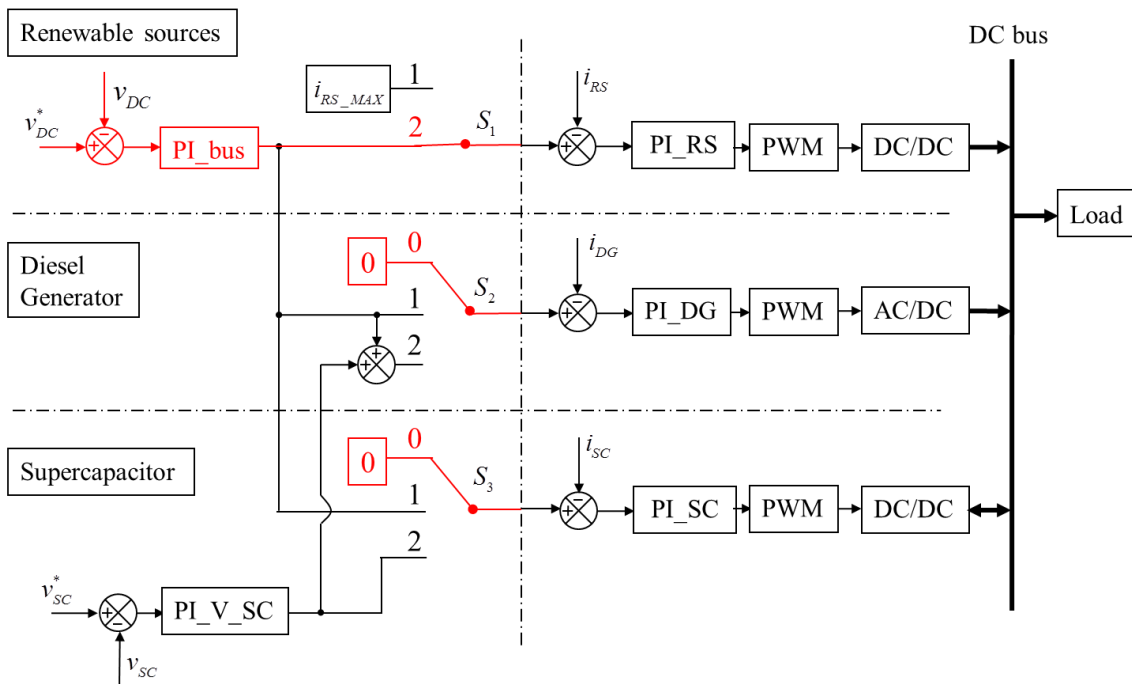 Renewable sources
DC bus
v_DC
v*_DC
+
−
PI_bus
i_RS_MAX
1
2
S_1
i_RS
−
+
PI_RS
PWM
DC/DC
Load
Diesel
Generator
0
0
1
2
S_2
+
+
i_DG
−
+
PI_DG
PWM
AC/DC
Supercapacitor
0
0
1
2
S_3
i_SC
−
+
PI_SC
PWM
DC/DC
v*_SC
+
−
PI_V_SC
v_SC